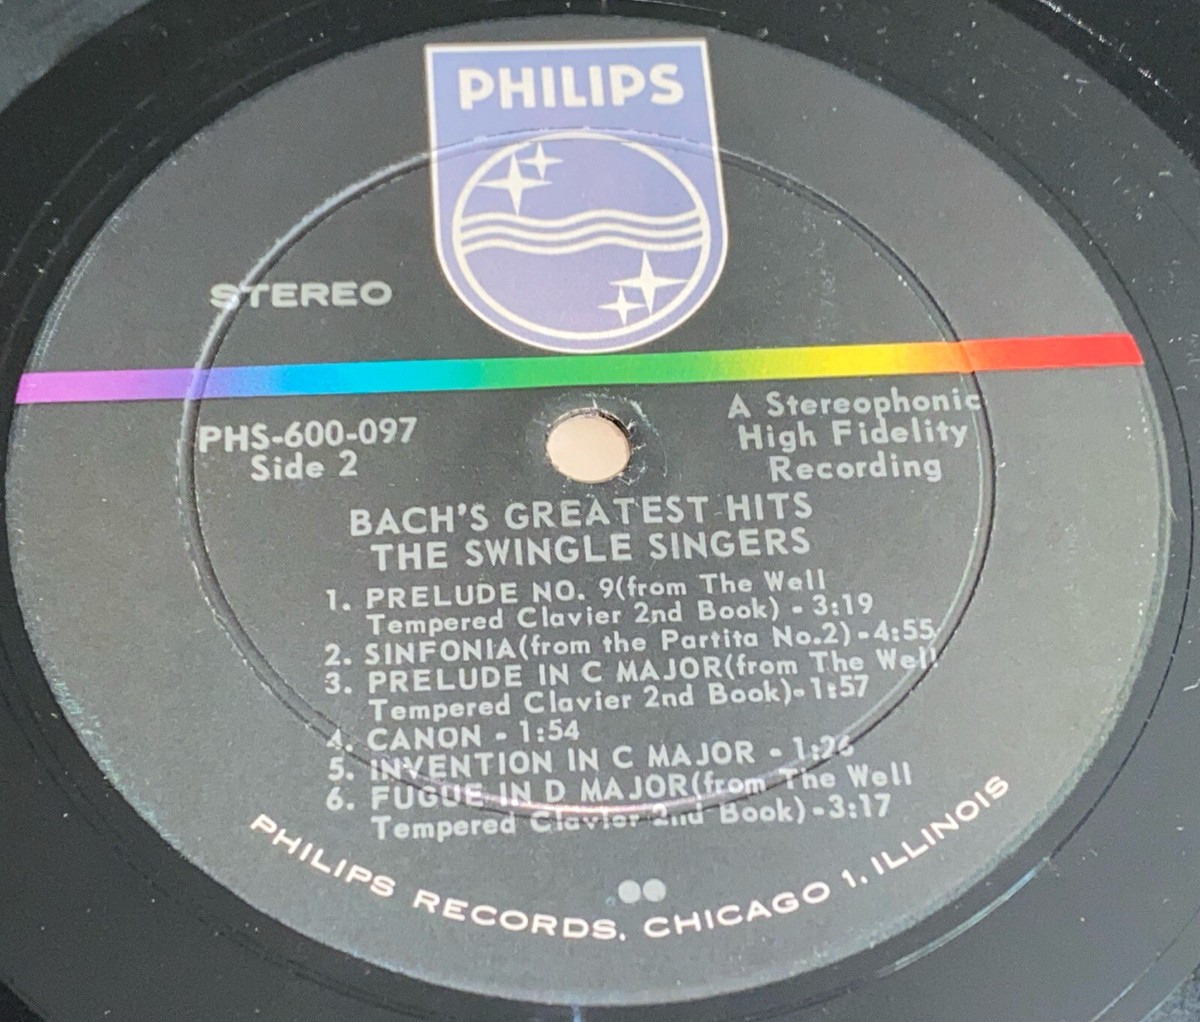 PHILIPS
STEREO
PHS-600-097
Side 2
A Stereophonic
High Fidelity
Recording
BACH'S GREATEST HITS
THE SWINGLE SINGERS
1. PRELUDE NO. 9(from The Well
Tempered Clavier 2nd Book) - 3:19
2. SINFONIA(from the Partita No.2)-4:55
3. PRELUDE IN C MAJOR(from The Well
Tempered Clavier 2nd Book)-1:57
4. CANON - 1:54
5. INVENTION IN C MAJOR - 1:26
6. FUGUE IN D MAJOR(from The Well
Tempered Clavier 2nd Book)-3:17
PHILIPS RECORDS, CHICAGO 1, ILLINOIS